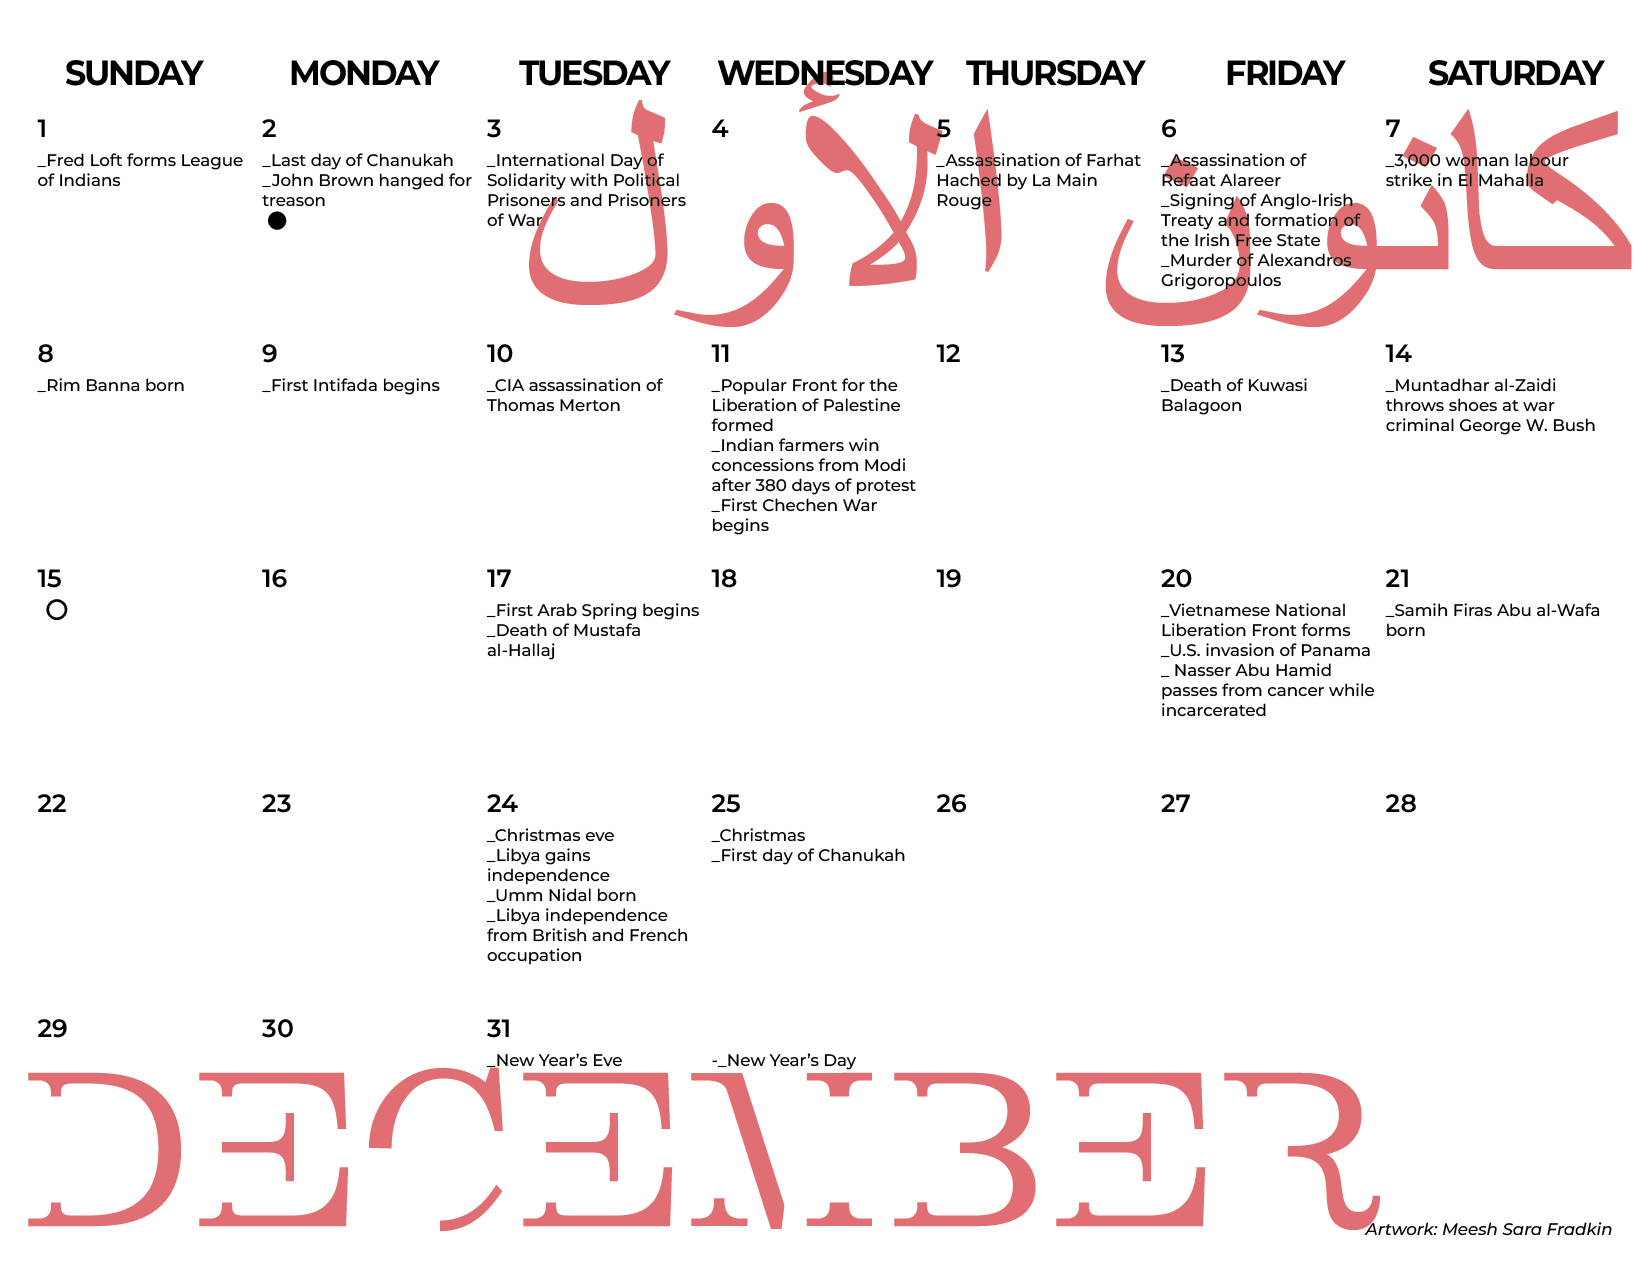 SUNDAY MONDAY TUESDAY WEDNESDAY THURSDAY FRIDAY SATURDAY
كانون الأول
1
_Fred Loft forms League
of Indians
2
_Last day of Chanukah
_John Brown hanged for
treason
3
_International Day of
Solidarity with Political
Prisoners and Prisoners
of War
4
5
_Assassination of Farhat
Hached by La Main
Rouge
6
_Assassination of
Refaat Alareer
_Signing of Anglo-Irish
Treaty and formation of
the Irish Free State
_Murder of Alexandros
Grigoropoulos
7
_3,000 woman labour
strike in El Mahalla
8
_Rim Banna born
9
_First Intifada begins
10
_CIA assassination of
Thomas Merton
11
_Popular Front for the
Liberation of Palestine
formed
_Indian farmers win
concessions from Modi
after 380 days of protest
_First Chechen War
begins
12
13
_Death of Kuwasi
Balagoon
14
_Muntadhar al-Zaidi
throws shoes at war
criminal George W. Bush
15
16
17
_First Arab Spring begins
_Death of Mustafa
al-Hallaj
18
19
20
_Vietnamese National
Liberation Front forms
_U.S. invasion of Panama
_ Nasser Abu Hamid
passes from cancer while
incarcerated
21
_Samih Firas Abu al-Wafa
born
22
23
24
_Christmas eve
_Libya gains
independence
_Umm Nidal born
_Libya independence
from British and French
occupation
25
_Christmas
_First day of Chanukah
26
27
28
29
30
31
_New Year’s Eve
-_New Year’s Day
DECEMBER
Artwork: Meesh Sara Fradkin